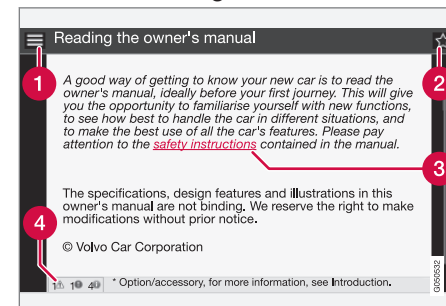 Reading the owner's manual
1
2
A good way of getting to know your new car is to read the
owner's manual, ideally before your first journey. This will give
you the opportunity to familiarise yourself with new functions,
to see how best to handle the car in different situations, and
to make the best use of all the car's features. Please pay
attention to the safety instructions contained in the manual.
3
The specifications, design features and illustrations in this
owner's manual are not binding. We reserve the right to make
modifications without prior notice.
4
© Volvo Car Corporation
1 1 4 * Option/accessory, for more information, see Introduction.
G050532